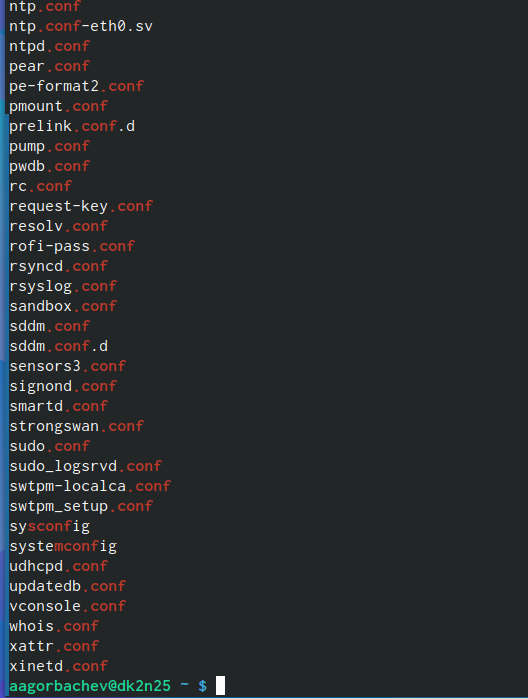 ntp.conf
ntp.conf-eth0.sv
ntpd.conf
pear.conf
pe-format2.conf
pmount.conf
prelink.conf.d
pump.conf
pwdb.conf
rc.conf
request-key.conf
resolv.conf
rofi-pass.conf
rsyncd.conf
rsyslog.conf
sandbox.conf
sddm.conf
sddm.conf.d
sensors3.conf
signond.conf
smartd.conf
strongswan.conf
sudo.conf
sudo_logsrvd.conf
swtpm-localca.conf
swtpm_setup.conf
sysconfig
systemconfig
udhcpd.conf
updatedb.conf
vconsole.conf
whois.conf
xattr.conf
xinetd.conf
aagorbachev@dk2n25 ~ $